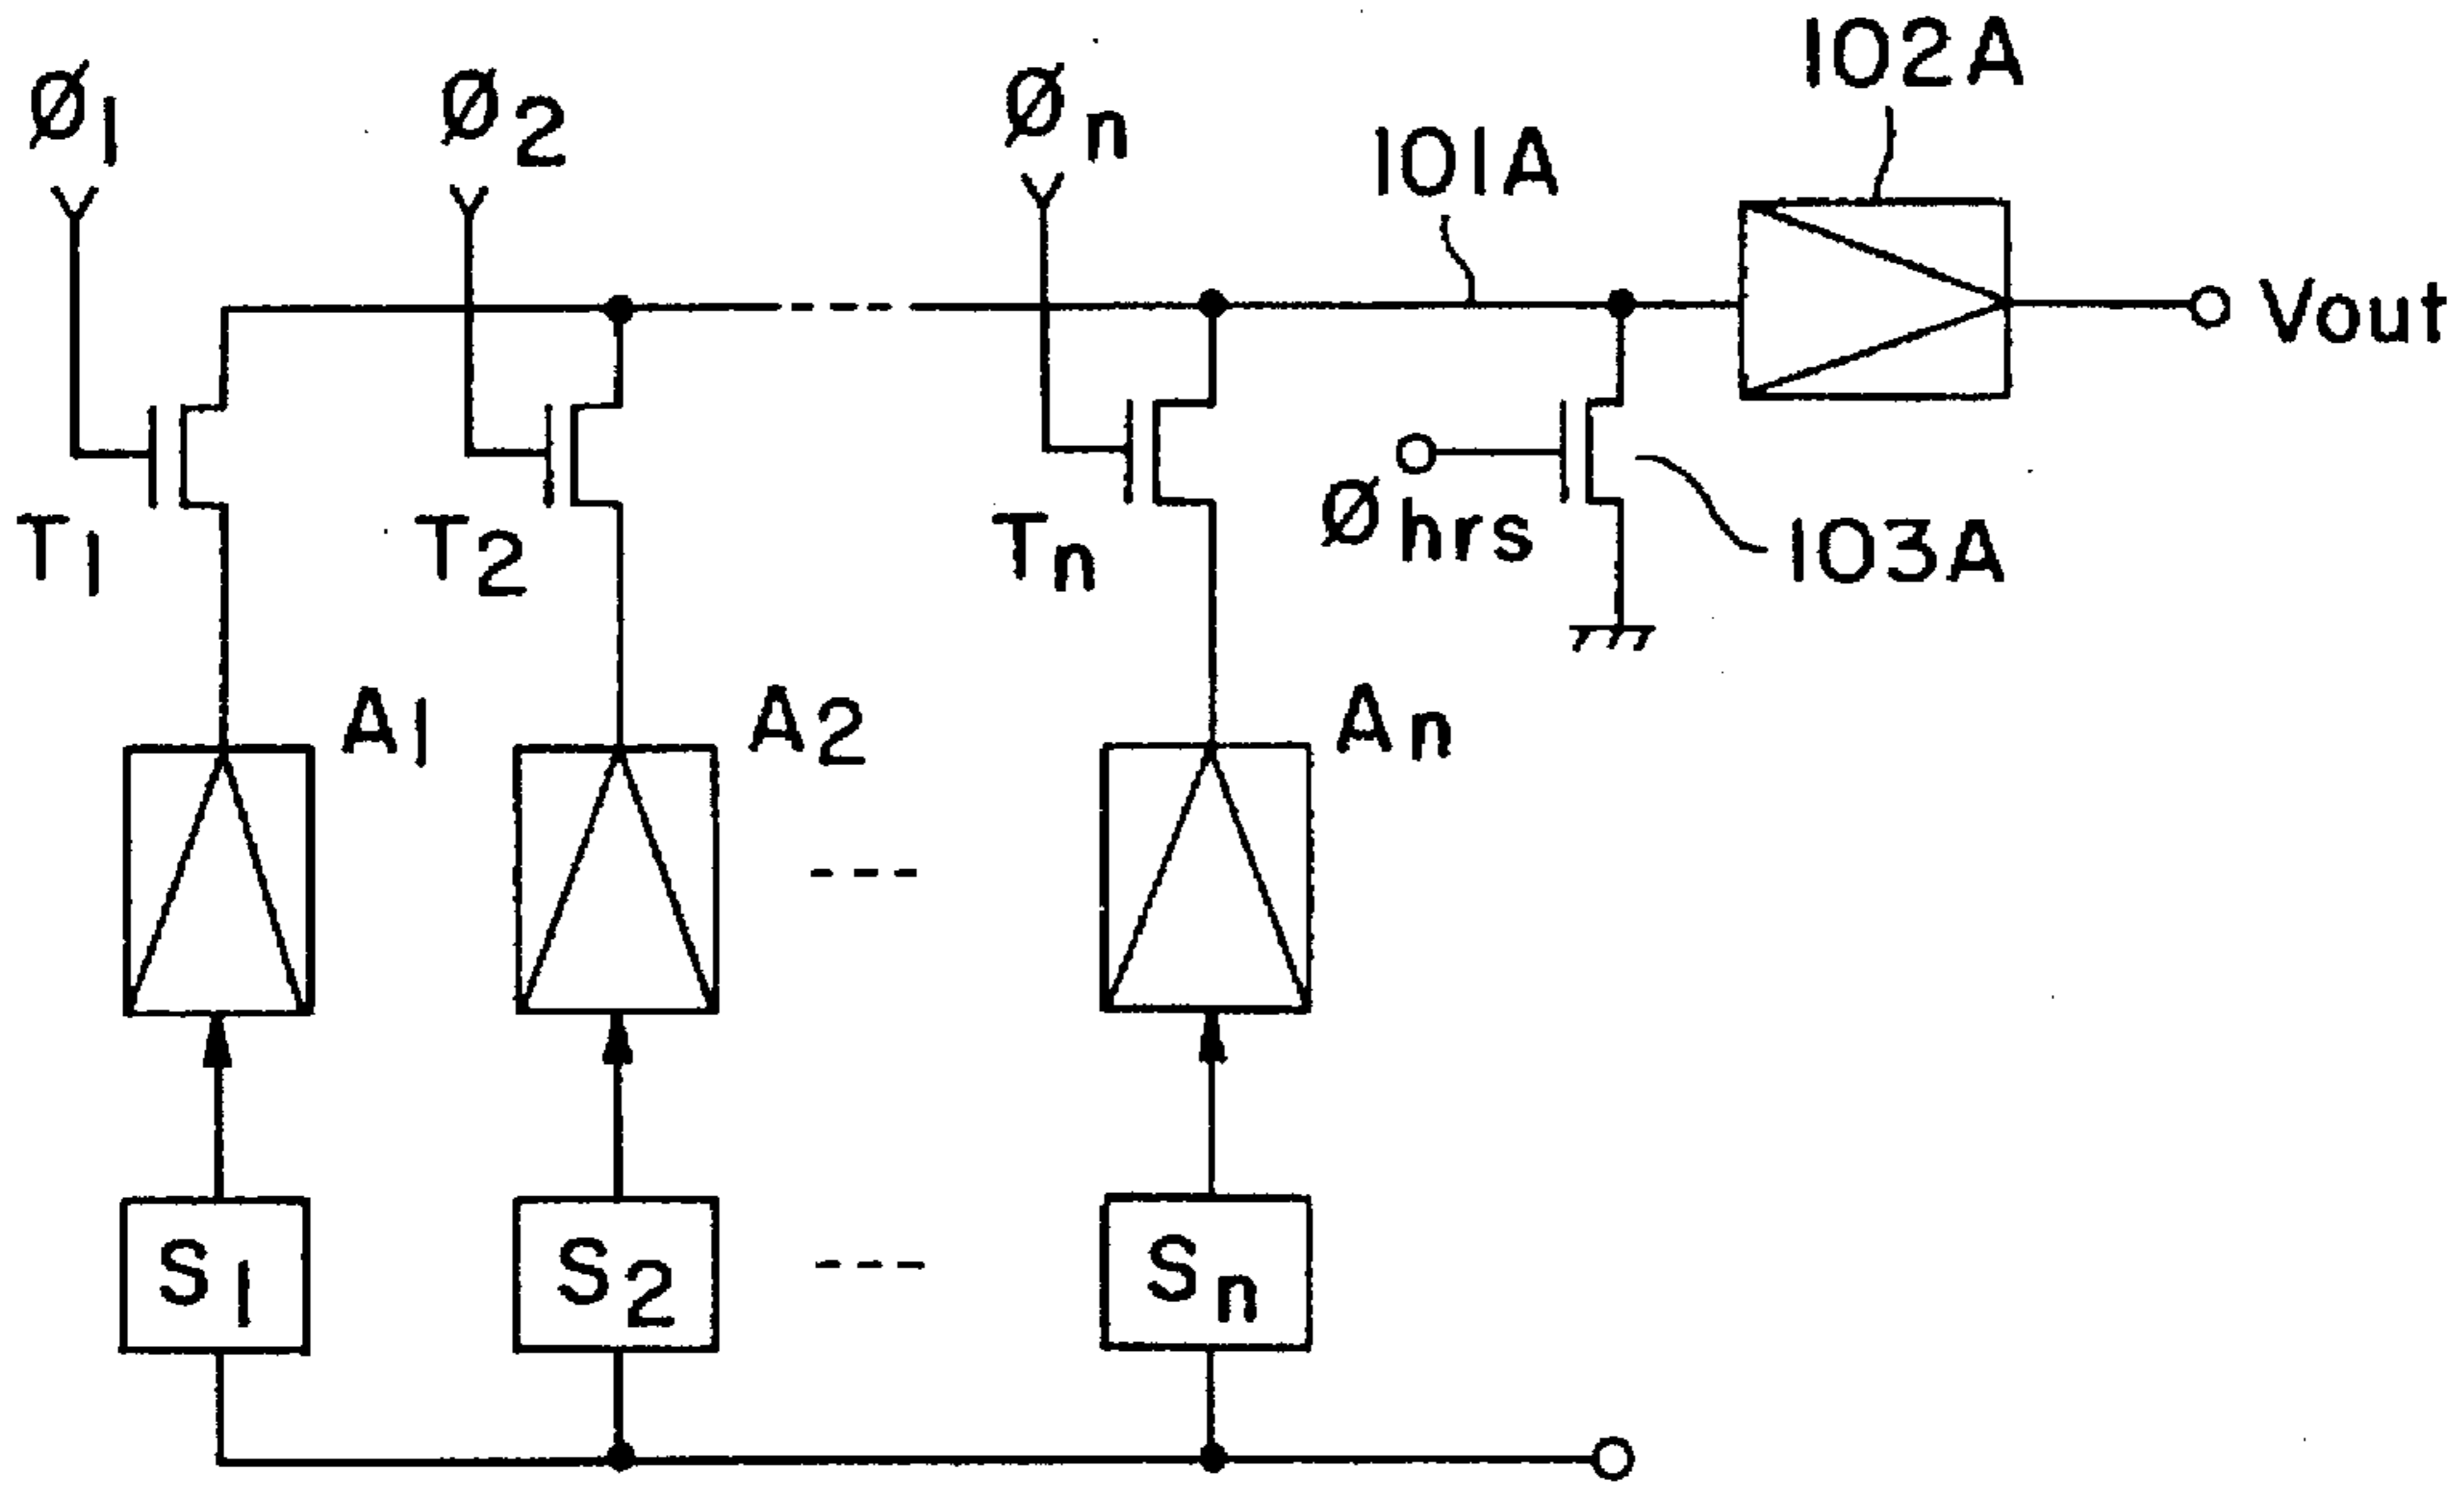 102A
Ø1 Ø2 Øn
101A
Vout
T1 T2 Tn Øhrs 103A
A1 A2 An
S1 S2 Sn